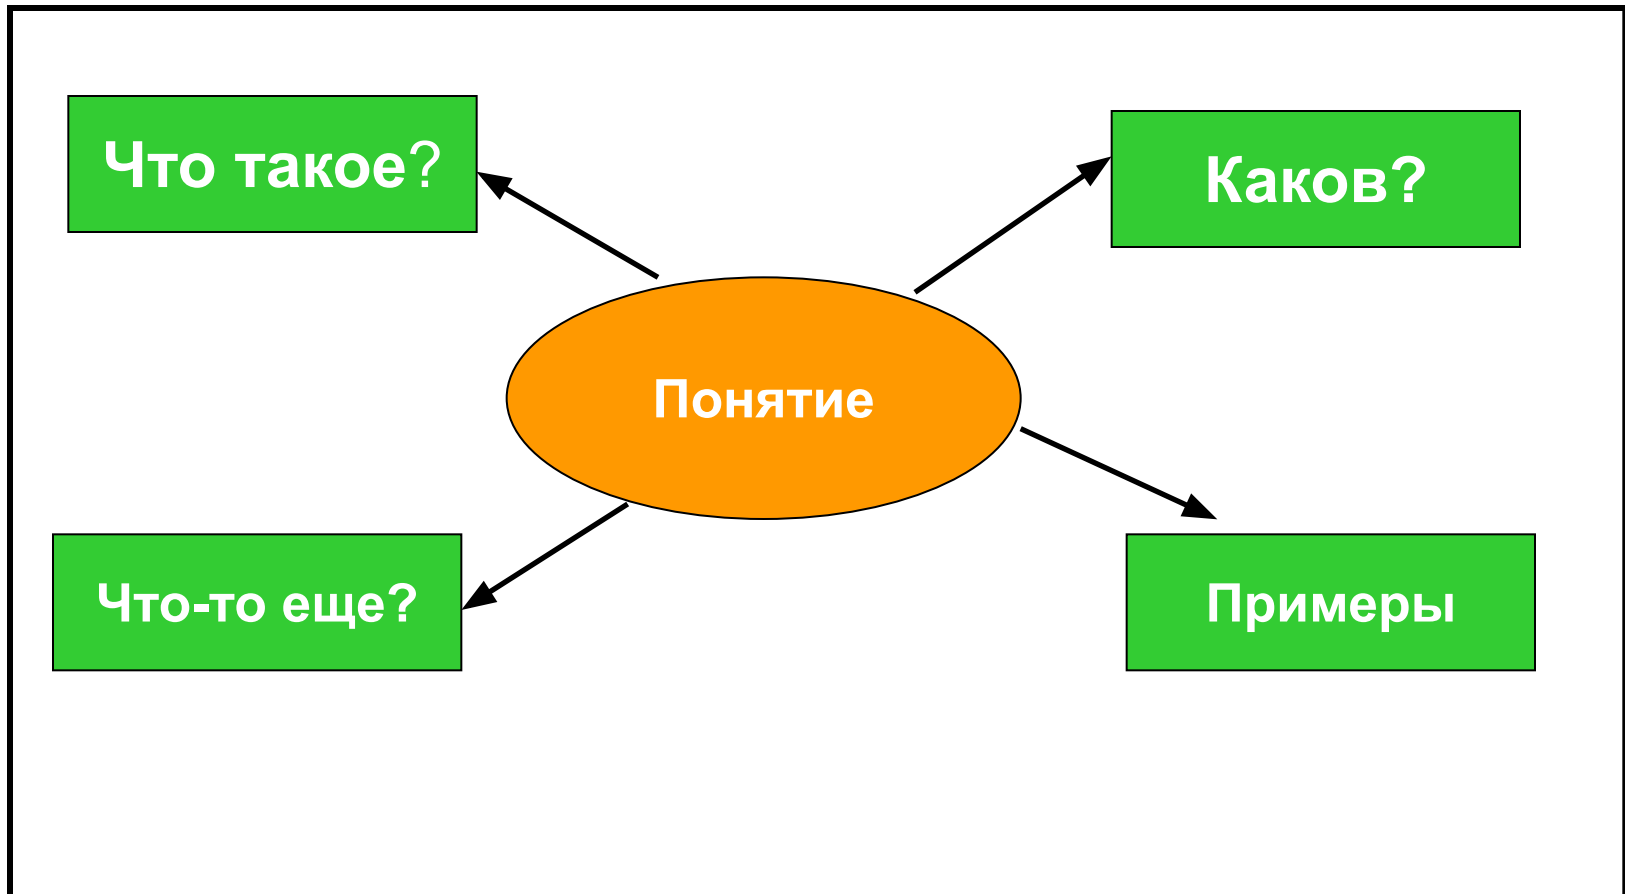 Что такое?
Каков?
Понятие
Что-то еще?
Примеры